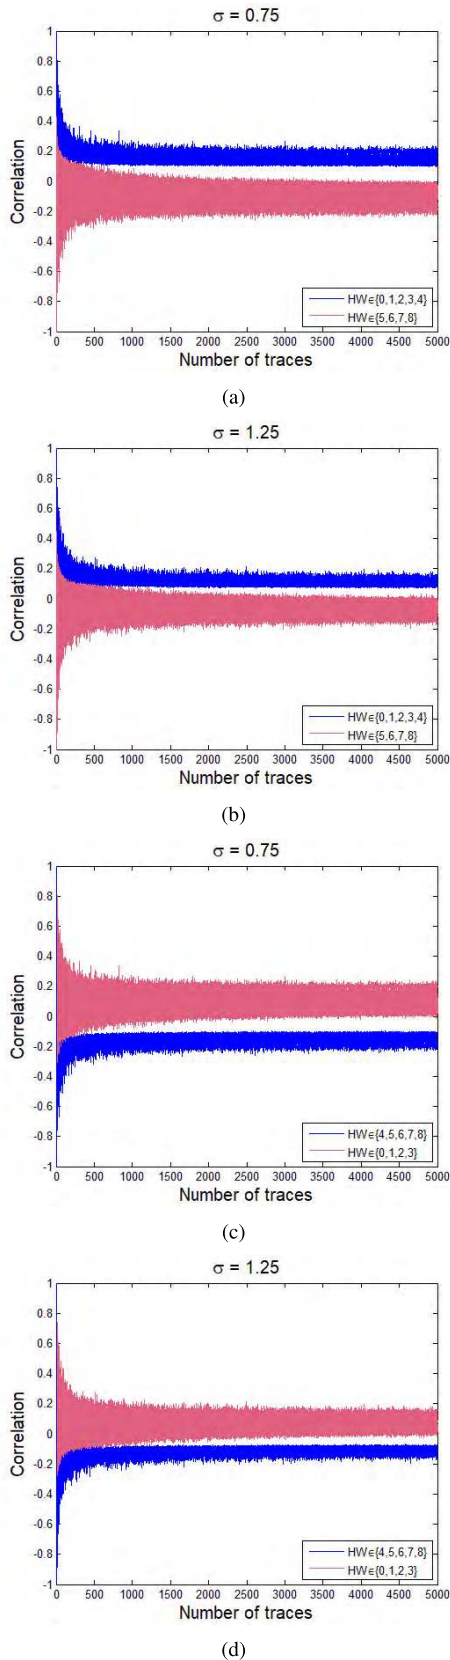 σ = 0.75
1
0.8
0.6
0.4
0.2
0
-0.2
-0.4
-0.6
-0.8
-1
Correlation
HW∈{0,1,2,3,4}
HW∈{5,6,7,8}
0 500 1000 1500 2000 2500 3000 3500 4000 4500 5000
Number of traces
(a)
σ = 1.25
1
0.8
0.6
0.4
0.2
0
-0.2
-0.4
-0.6
-0.8
-1
Correlation
HW∈{0,1,2,3,4}
HW∈{5,6,7,8}
0 500 1000 1500 2000 2500 3000 3500 4000 4500 5000
Number of traces
(b)
σ = 0.75
1
0.8
0.6
0.4
0.2
0
-0.2
-0.4
-0.6
-0.8
-1
Correlation
HW∈{4,5,6,7,8}
HW∈{0,1,2,3}
0 500 1000 1500 2000 2500 3000 3500 4000 4500 5000
Number of traces
(c)
σ = 1.25
1
0.8
0.6
0.4
0.2
0
-0.2
-0.4
-0.6
-0.8
-1
Correlation
HW∈{4,5,6,7,8}
HW∈{0,1,2,3}
0 500 1000 1500 2000 2500 3000 3500 4000 4500 5000
Number of traces
(d)